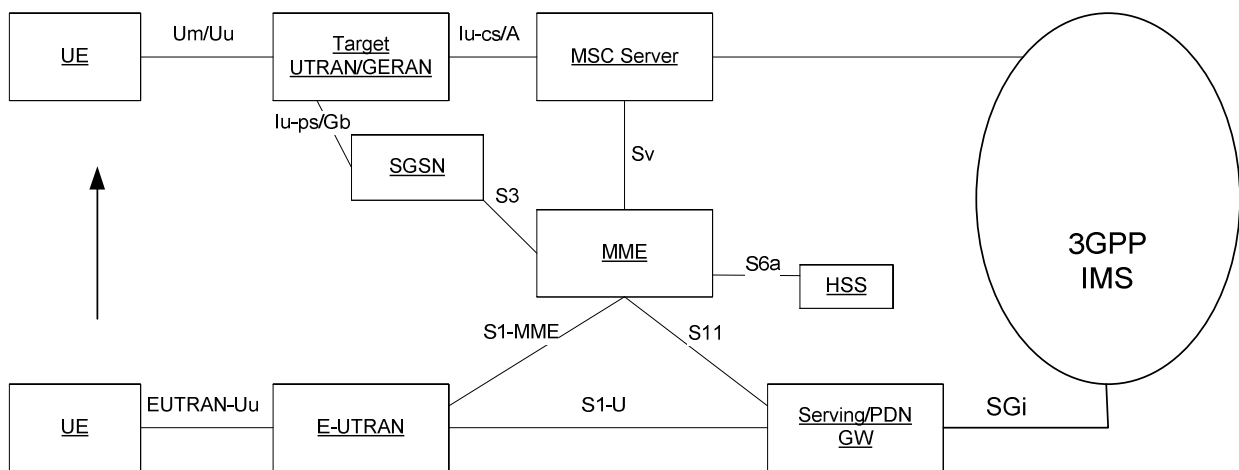 UE
Um/Uu
Target
UTRAN/GERAN
Iu-cs/A
MSC Server
Iu-ps/Gb
SGSN
S3
Sv
MME
S6a
HSS
3GPP
IMS
S1-MME
S11
UE
EUTRAN-Uu
E-UTRAN
S1-U
Serving/PDN
GW
SGi